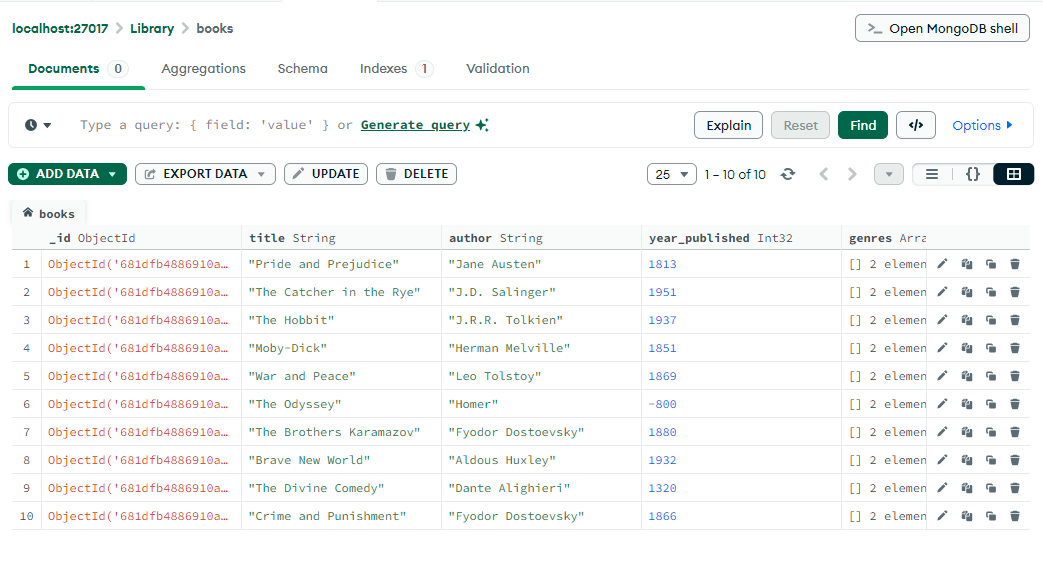 localhost:27017 > Library > books
>_ Open MongoDB shell
Documents 0 Aggregations Schema Indexes 1 Validation
Type a query: { field: 'value' } or Generate query
Explain Reset Find </> Options
ADD DATA EXPORT DATA UPDATE DELETE 25 1 – 10 of 10 {}
books
_id ObjectId title String author String year_published Int32 genres Arra
1 ObjectId('681dfb4886910a… "Pride and Prejudice" "Jane Austen" 1813 [] 2 elemen
2 ObjectId('681dfb4886910a… "The Catcher in the Rye" "J.D. Salinger" 1951 [] 2 elemen
3 ObjectId('681dfb4886910a… "The Hobbit" "J.R.R. Tolkien" 1937 [] 2 elemen
4 ObjectId('681dfb4886910a… "Moby-Dick" "Herman Melville" 1851 [] 2 elemen
5 ObjectId('681dfb4886910a… "War and Peace" "Leo Tolstoy" 1869 [] 2 elemen
6 ObjectId('681dfb4886910a… "The Odyssey" "Homer" -800 [] 2 elemen
7 ObjectId('681dfb4886910a… "The Brothers Karamazov" "Fyodor Dostoevsky" 1880 [] 2 elemen
8 ObjectId('681dfb4886910a… "Brave New World" "Aldous Huxley" 1932 [] 2 elemen
9 ObjectId('681dfb4886910a… "The Divine Comedy" "Dante Alighieri" 1320 [] 2 elemen
10 ObjectId('681dfb4886910a… "Crime and Punishment" "Fyodor Dostoevsky" 1866 [] 2 elemen